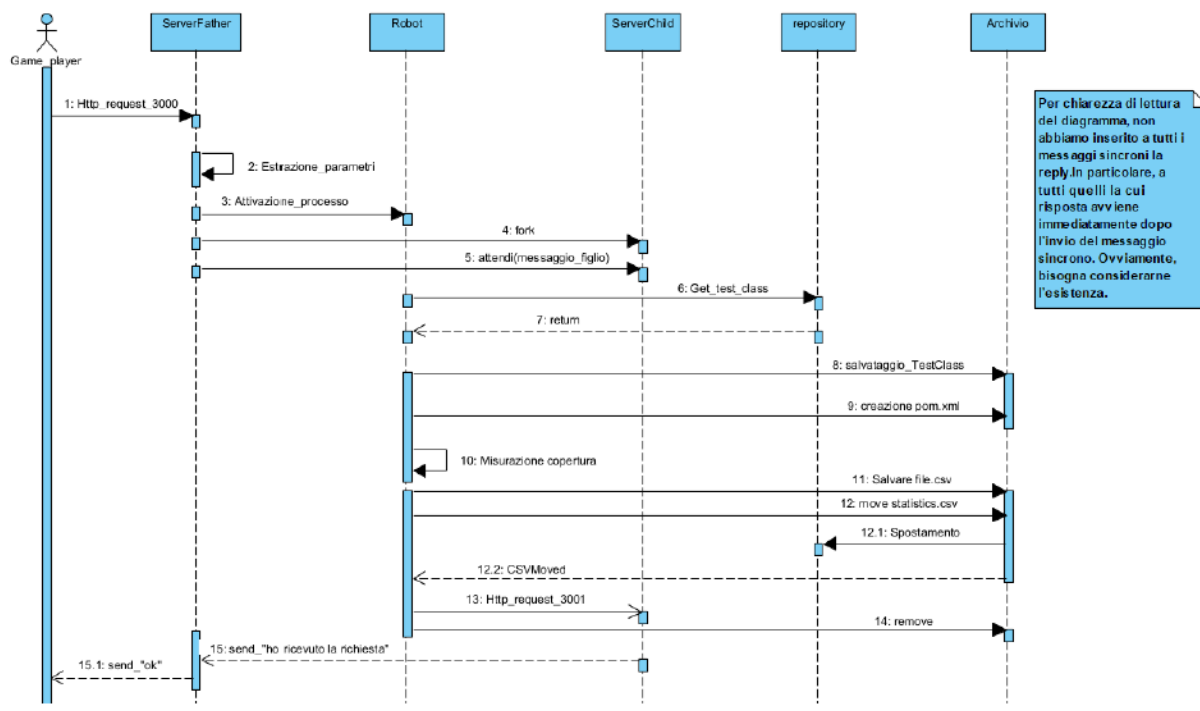 ServerFather
Robot
ServerChild
repository
Archivio
Game_player
1: Http_request_3000
2: Estrazione_parametri
3: Attivazione_processo
4: fork
5: attendi(messaggio_figlio)
6: Get_test_class
7: return
8: salvataggio_TestClass
9: creazione pom.xml
10: Misurazione copertura
11: Salvare file.csv
12: move statistics.csv
12.1: Spostamento
12.2: CSVMoved
13: Http_request_3001
14: remove
15: send_"ho ricevuto la richiesta"
15.1: send_"ok"
Per chiarezza di lettura
del diagramma, non
abbiamo inserito a tutti i
messaggi sincroni la
reply.In particolare, a
tutti quelli la cui
risposta avviene
immediatamente dopo
l'invio del messaggio
sincrono. Ovviamente,
bisogna considerarne
l'esistenza.